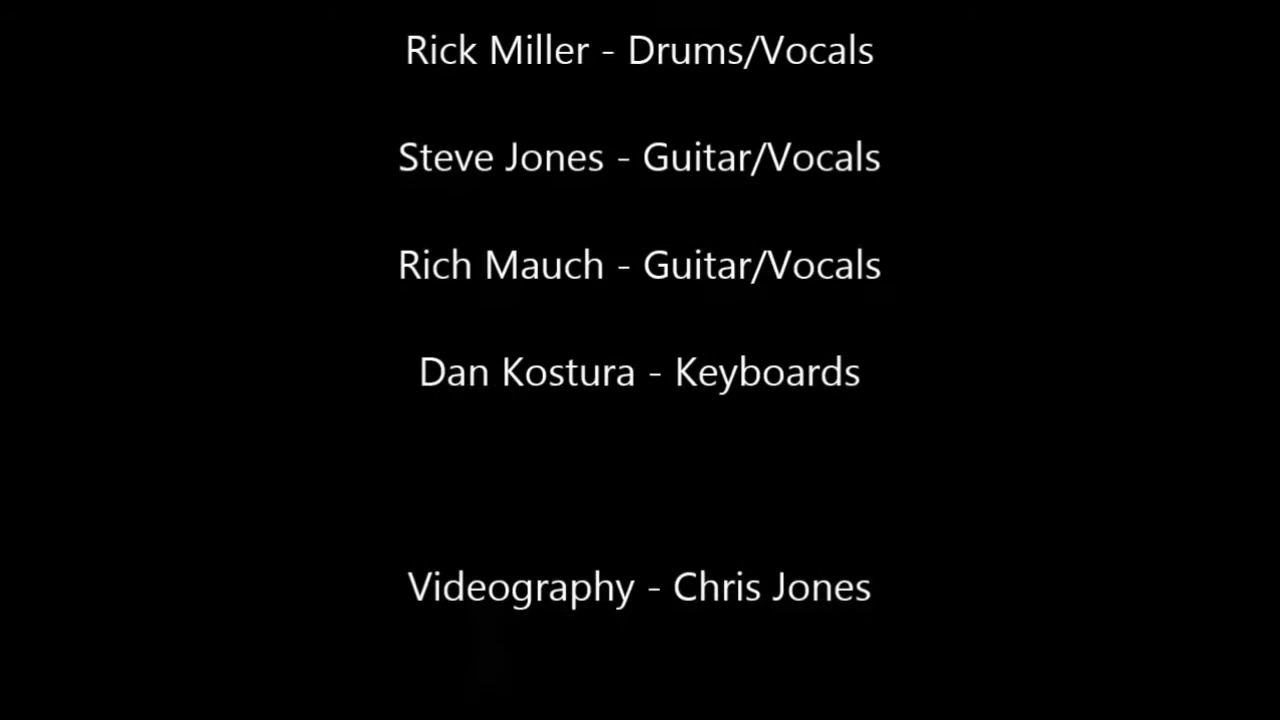 Rick Miller - Drums/Vocals
Steve Jones - Guitar/Vocals
Rich Mauch - Guitar/Vocals
Dan Kostura - Keyboards
Videography - Chris Jones